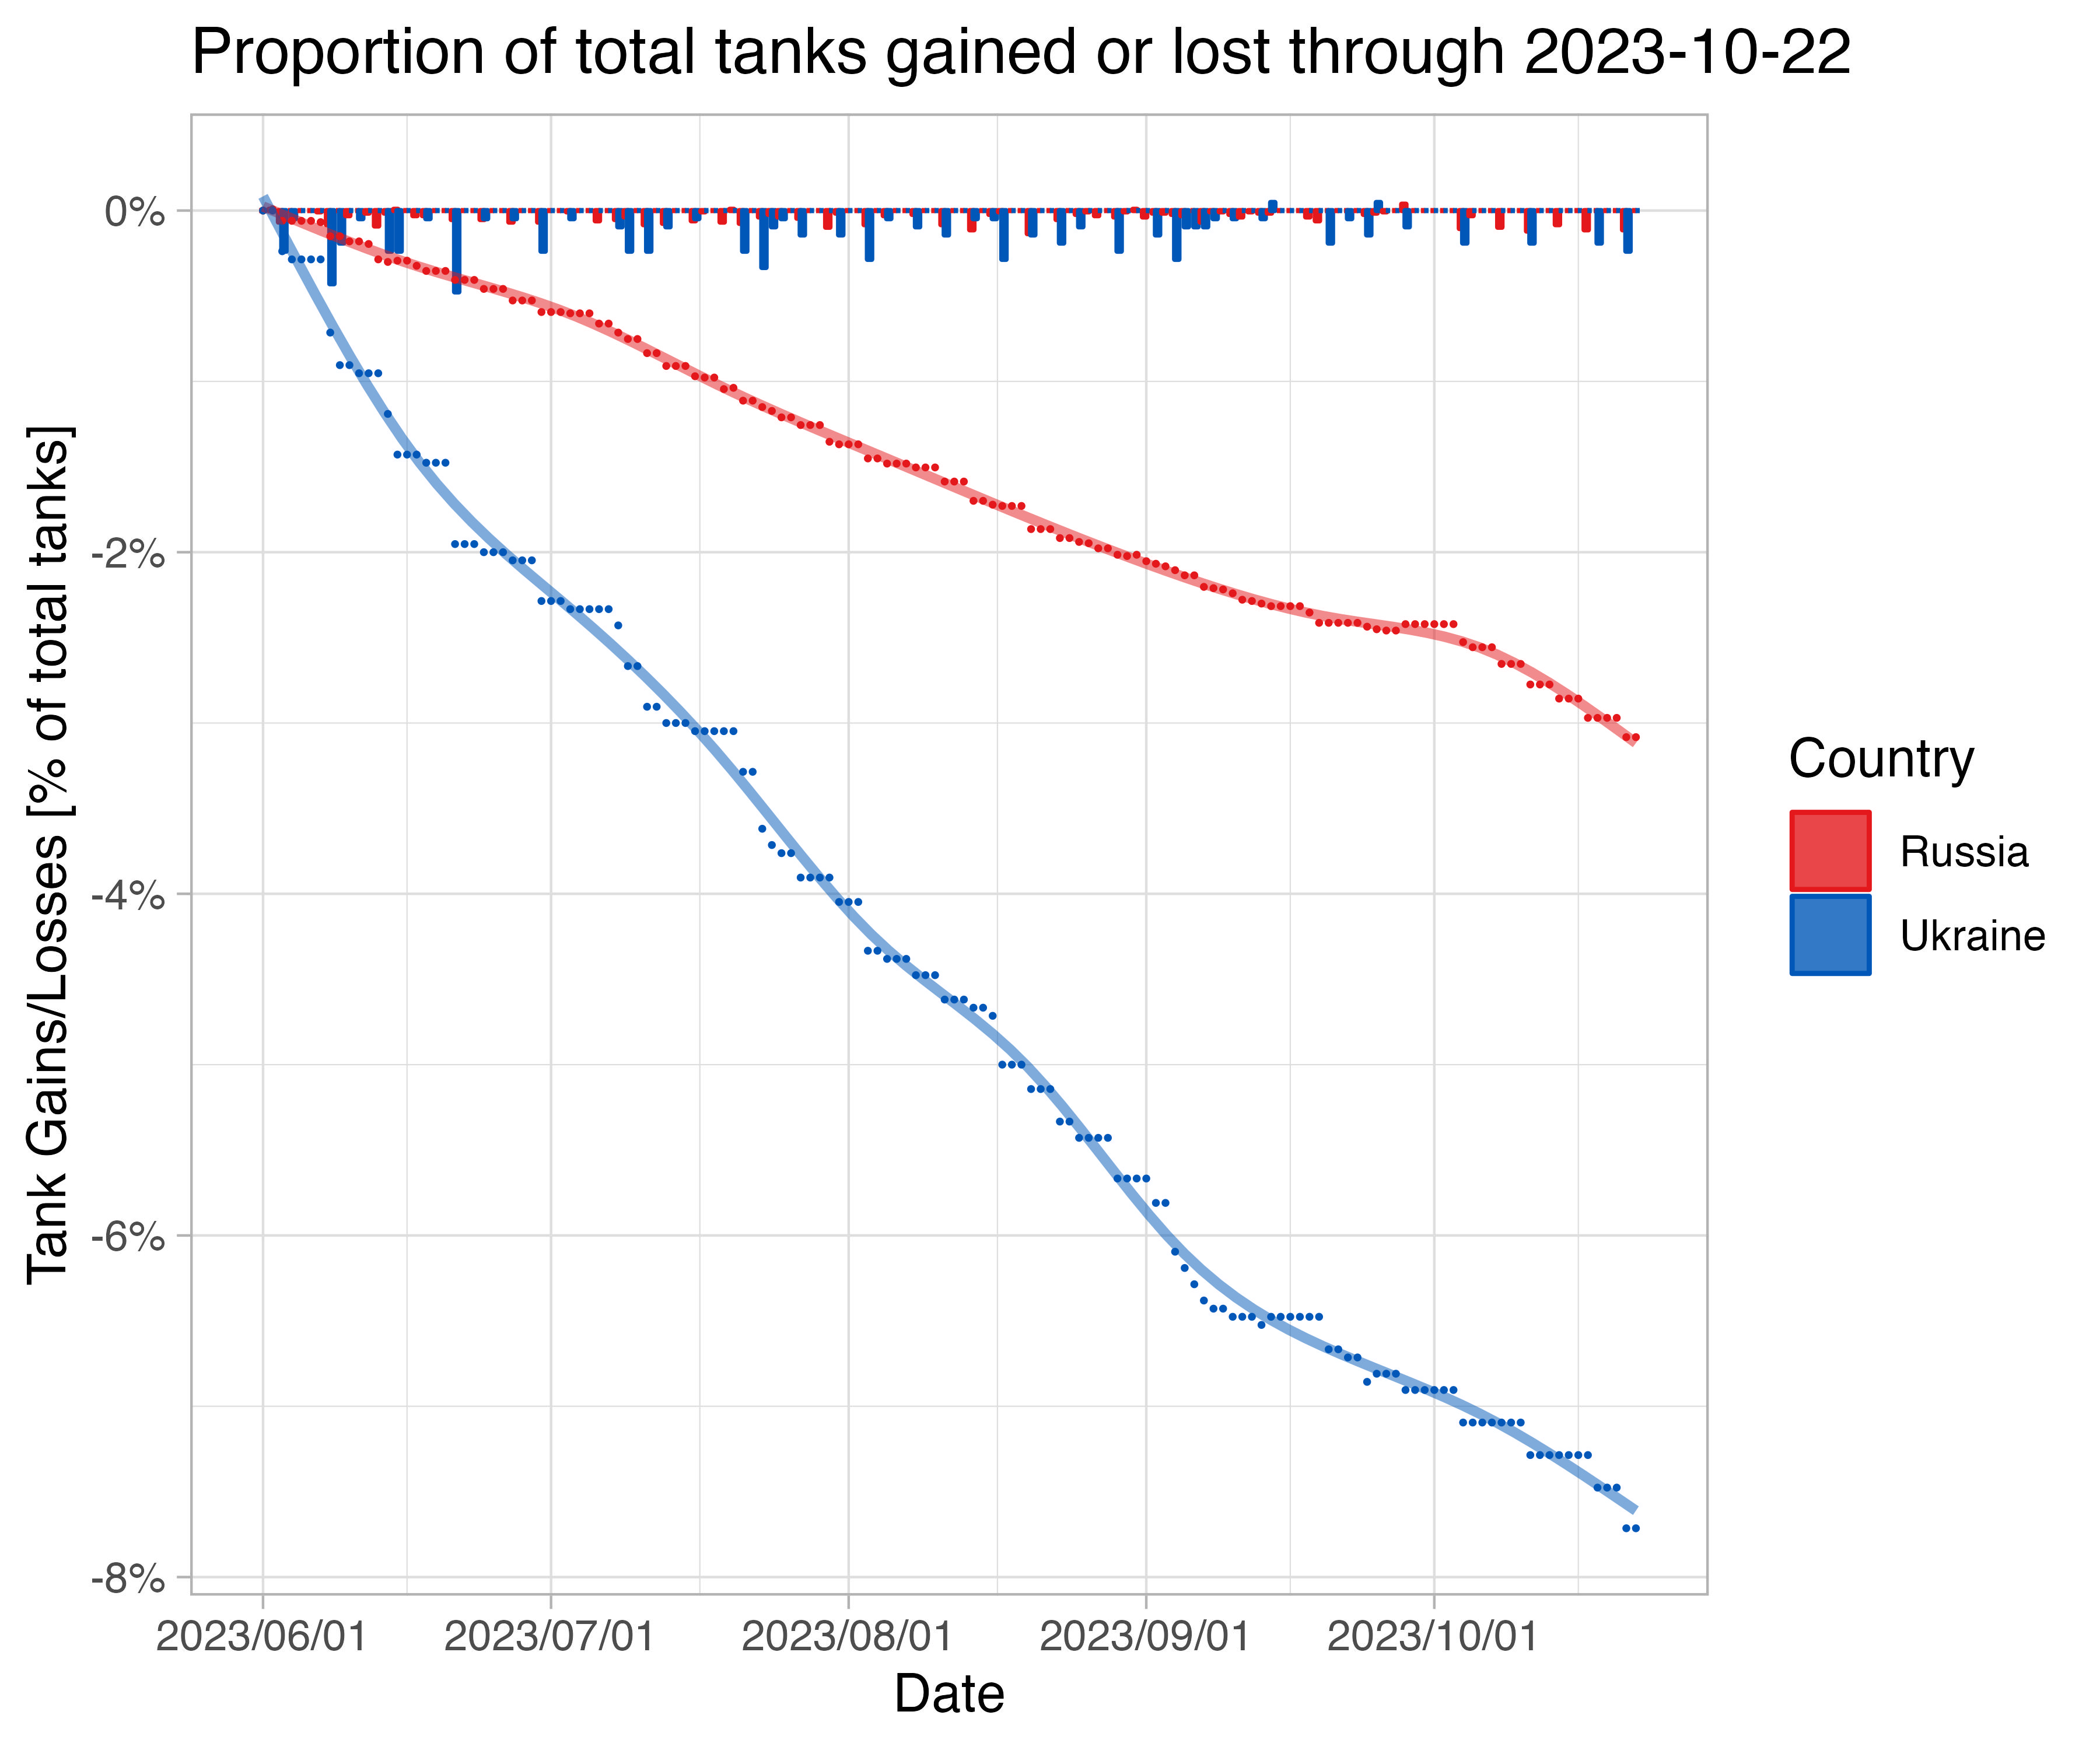 Proportion of total tanks gained or lost through 2023-10-22
Tank Gains/Losses [% of total tanks]
0%
-2%
-4%
-6%
-8%
2023/06/01
2023/07/01
2023/08/01
2023/09/01
2023/10/01
Date
Country
Russia
Ukraine